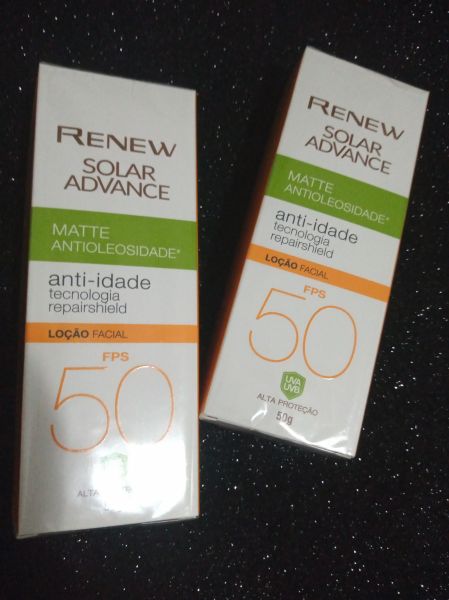 RENEW
SOLAR
ADVANCE
MATTE
ANTIOLEOSIDADE*
anti-idade
tecnologia
repairshield
LOÇÃO FACIAL
FPS
50
ALTA
RENEW
SOLAR
ADVANCE
MATTE
ANTIOLEOSIDADE*
anti-idade
tecnologia
repairshield
LOÇÃO FACIAL
FPS
50
UVA
UVB
ALTA PROTEÇÃO
50g